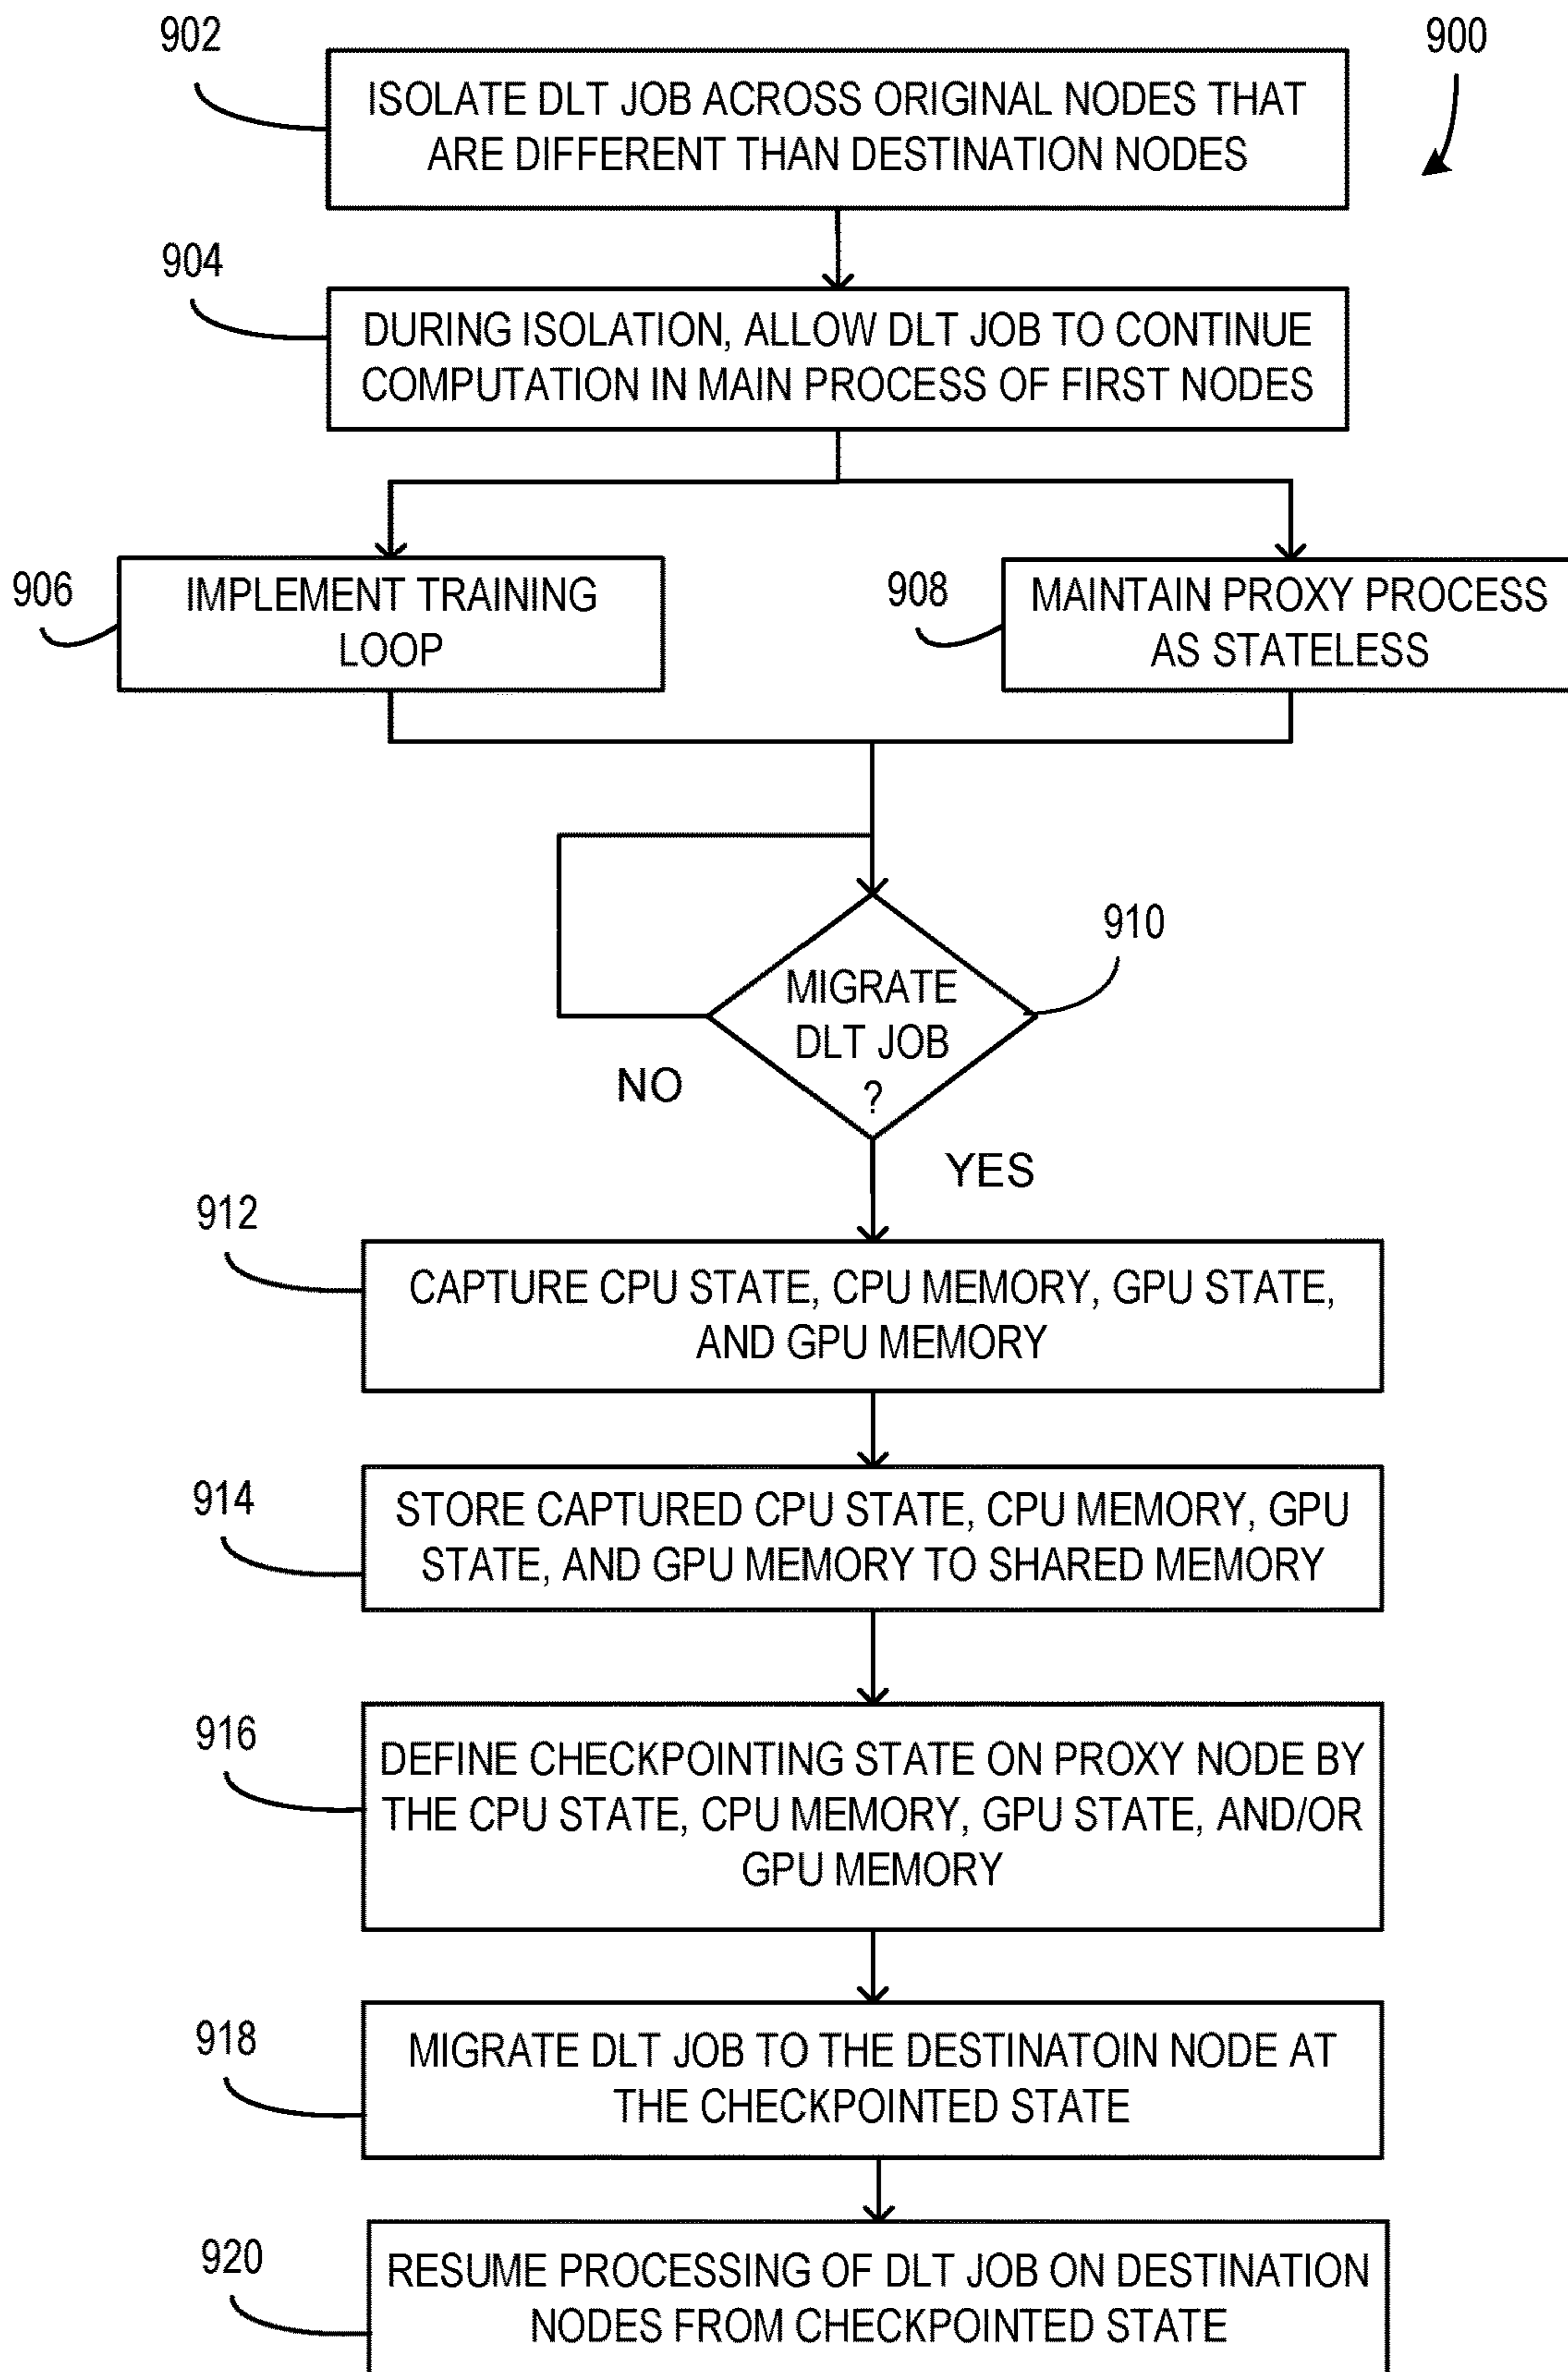 902
900
ISOLATE DLT JOB ACROSS ORIGINAL NODES THAT
ARE DIFFERENT THAN DESTINATION NODES
904
DURING ISOLATION, ALLOW DLT JOB TO CONTINUE
COMPUTATION IN MAIN PROCESS OF FIRST NODES
906
IMPLEMENT TRAINING
LOOP
908
MAINTAIN PROXY PROCESS
AS STATELESS
910
MIGRATE
DLT JOB
?
NO
YES
912
CAPTURE CPU STATE, CPU MEMORY, GPU STATE,
AND GPU MEMORY
914
STORE CAPTURED CPU STATE, CPU MEMORY, GPU
STATE, AND GPU MEMORY TO SHARED MEMORY
916
DEFINE CHECKPOINTING STATE ON PROXY NODE BY
THE CPU STATE, CPU MEMORY, GPU STATE, AND/OR
GPU MEMORY
918
MIGRATE DLT JOB TO THE DESTINATOIN NODE AT
THE CHECKPOINTED STATE
920
RESUME PROCESSING OF DLT JOB ON DESTINATION
NODES FROM CHECKPOINTED STATE